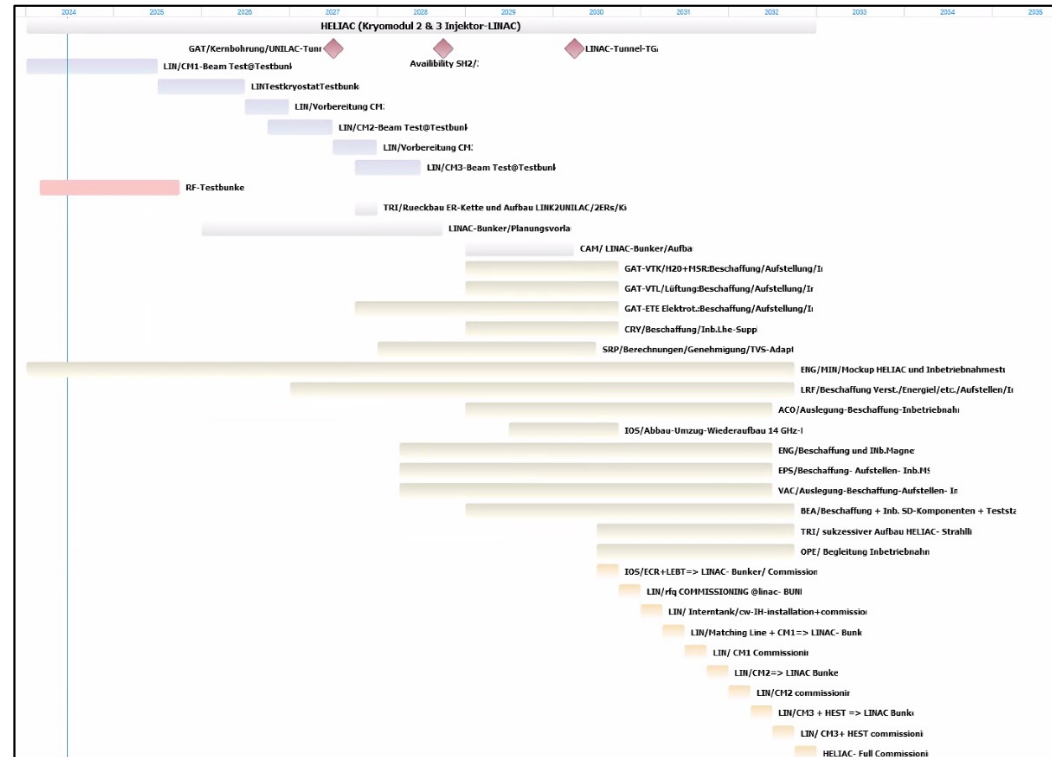 2024 2025 2026 2027 2028 2029 2030 2031 2032 2033 2034 2035
HELIAC (Kryomodul 2 & 3 Injektor-LINAC)
GAT/Kernbohrung/UNILAC-Tun
Availibility SH2/
LINAC-Tunnel-TGA
LIN/CM1-Beam Test@Testbunk
LINTestkryostatTestbunk
LIN/Vorbereitung CM
LIN/CM2-Beam Test@Testbunk
LIN/Vorbereitung CM
LIN/CM3-Beam Test@Testbunk
RF-Testbunke
TRI/Rueckbau ER-Kette und Aufbau LINK2UNILAC/2ERs/K
LINAC-Bunker/Planungsvorla
CAM/ LINAC-Bunker/Aufba
GAT-VTK/H20+MSR:Beschaffung/Aufstellung/I
GAT-VTL/Lüftung:Beschaffung/Aufstellung/I
GAT-ETE Elektrot.:Beschaffung/Aufstellung/I
CRY/Beschaffung/Inb.Lhe-Supp
SRP/Berechnungen/Genehmigung/TVS-Adapt
ENG/MIN/Mockup HELIAC und Inbetriebnahmest
LRF/Beschaffung Verst./Energiel/etc./Aufstellen/I
ACO/Auslegung-Beschaffung-Inbetriebnah
IOS/Abbau-Umzug-Wiederaufbau 14 GHz-
ENG/Beschaffung und INb.Magne
EPS/Beschaffung- Aufstellen- Inb.MS
VAC/Auslegung-Beschaffung-Aufstellen- I
BEA/Beschaffung + Inb. SD-Komponenten + Teststa
TRI/ sukzessiver Aufbau HELIAC- Strahlli
OPE/ Begleitung Inbetriebnahm
IOS/ECR+LEBT=> LINAC- Bunker/ Commission
LIN/rfq COMMISSIONING @linac- BUN
LIN/ Interntank/cw-IH-installation+commissio
LIN/Matching Line + CM1=> LINAC- Bunk
LIN/ CM1 Commissioni
LIN/CM2=> LINAC Bunke
LIN/CM2 commissionin
LIN/CM3 + HEST => LINAC Bunk
LIN/ CM3+ HEST commissioni
HELIAC- Full Commissioni